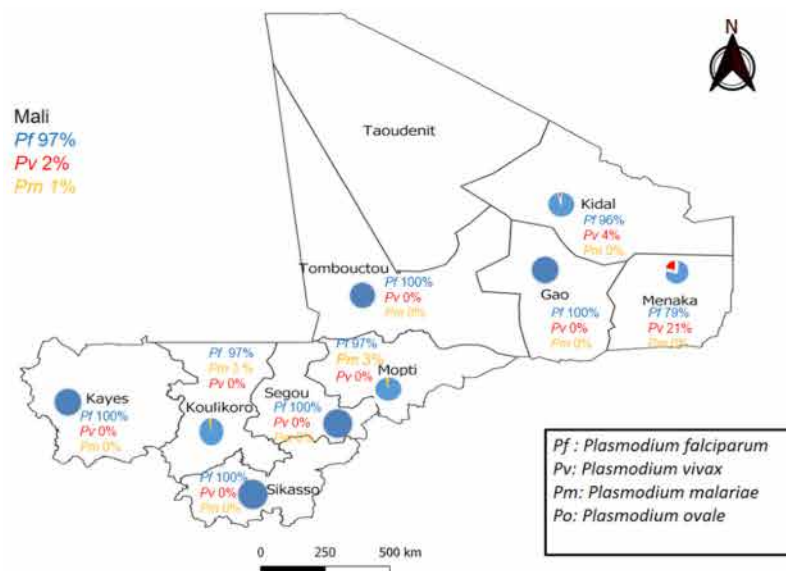 N
Mali
Pf 97%
Pv 2%
Pm 1%
Taoudenit
Kidal
Pf 96%
Pv 4%
Pm 0%
Tombouctou
Pf 100%
Pv 0%
Pm 0%
Gao
Pf 100%
Pv 0%
Pm 0%
Menaka
Pf 79%
Pv 21%
Pm 0%
Pf 97%
Pm 3%
Pv 0%
Mopti
Pf 97%
Pm 3 %
Pv 0%
Koulikoro
Segou
Pf 100%
Pv 0%
Pm 0%
Kayes
Pf 100%
Pv 0%
Pm 0%
Pf 100%
Pv 0%
Pm 0%
Sikasso
Pf : Plasmodium falciparum
Pv: Plasmodium vivax
Pm: Plasmodium malariae
Po: Plasmodium ovale
0 250 500 km